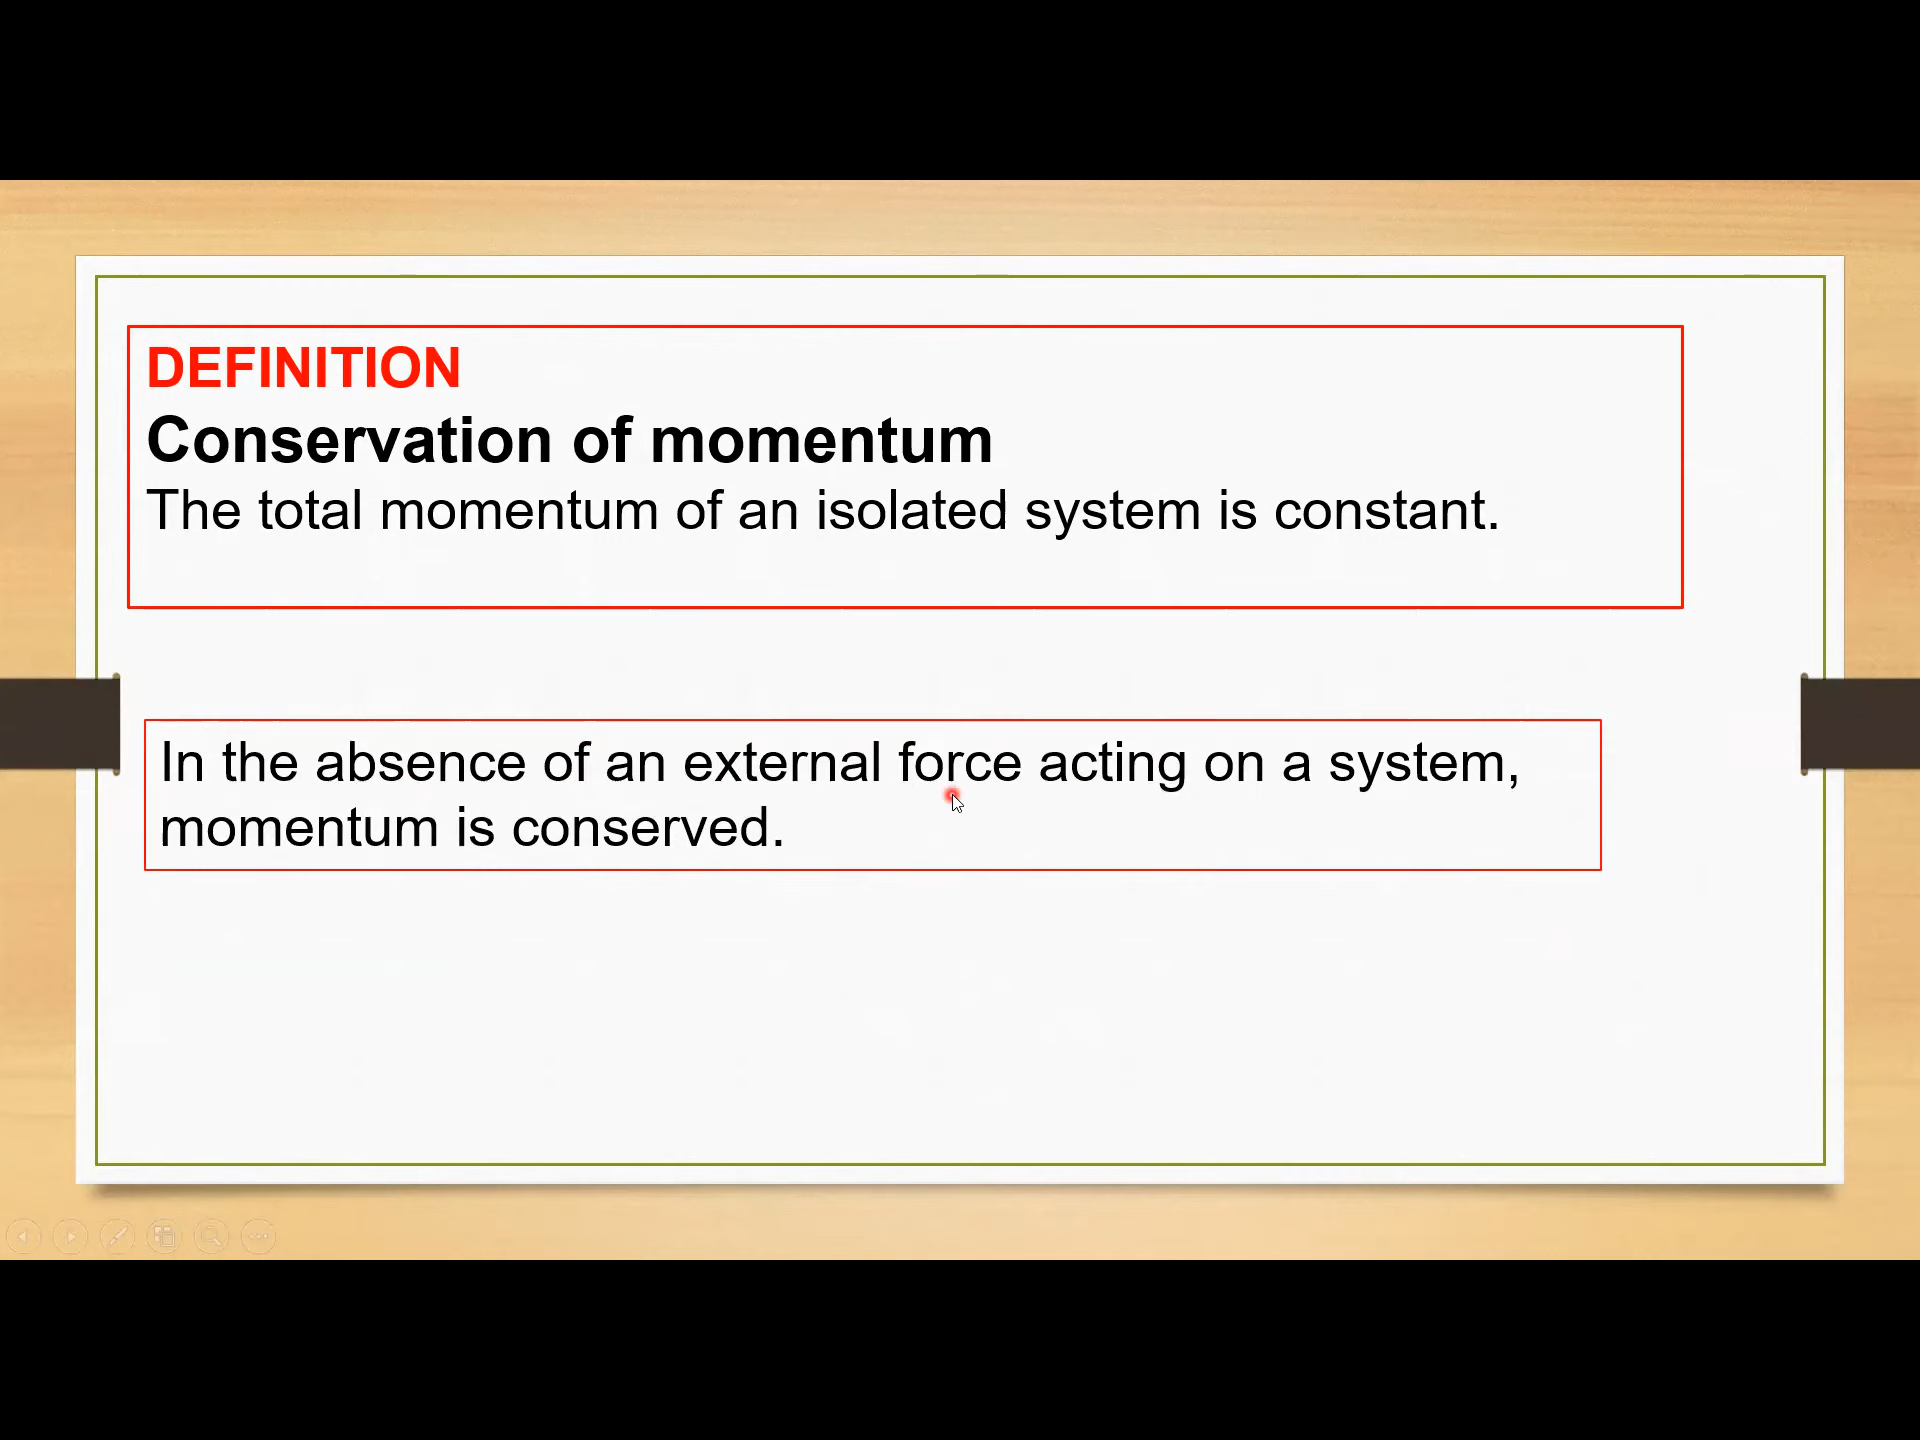 DEFINITION
Conservation of momentum
The total momentum of an isolated system is constant.
In the absence of an external force acting on a system,
momentum is conserved.